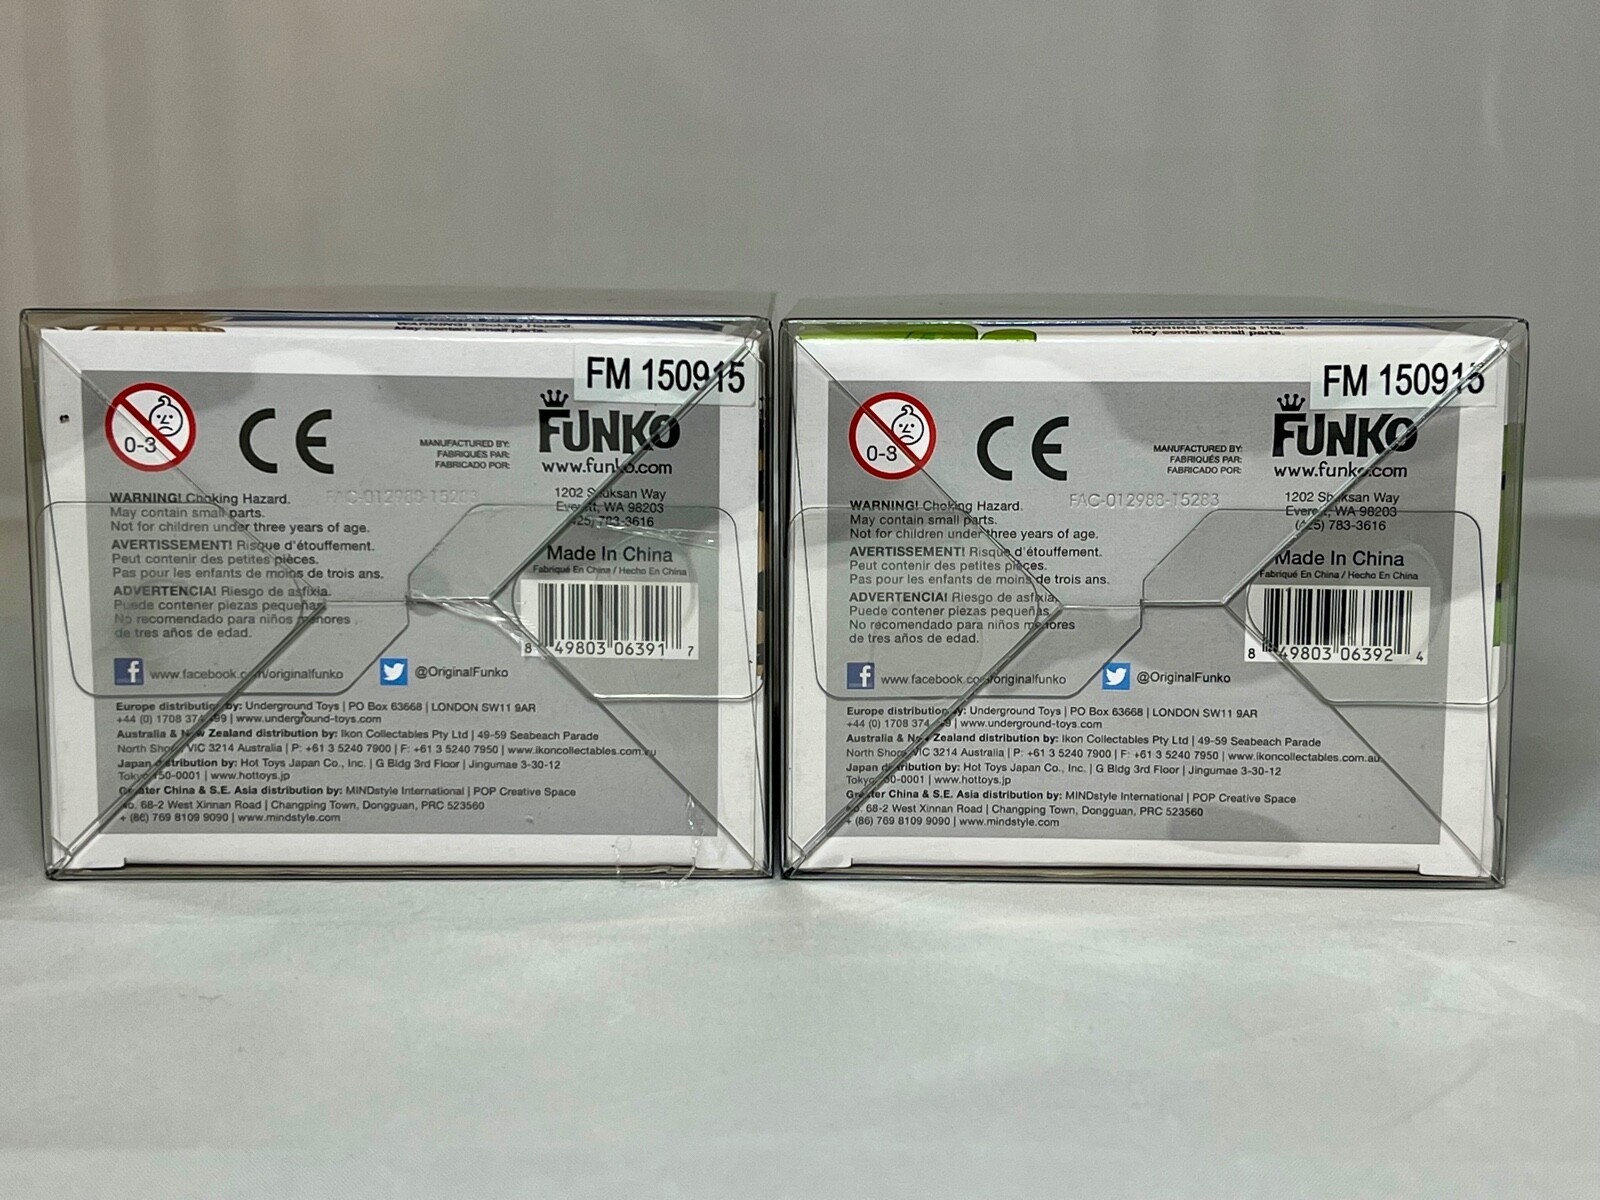 WARNING! Choking Hazard.
May contain small parts.
FM 150915
0-3
CE
MANUFACTURED BY:
FABRIQUÉS PAR:
FABRICADO POR:
FUNKO
www.funko.com
WARNING! Choking Hazard.
May contain small parts.
Not for children under three years of age.
AVERTISSEMENT! Risque d'étouffement.
Peut contenir des petites pièces.
Pas pour les enfants de moins de trois ans.
ADVERTENCIA! Riesgo de asfixia.
Puede contener piezas pequeñas.
No recomendado para niños menores
de tres años de edad.
FAC-012988-15283
1202 Shuksan Way
Everett, WA 98203
(425) 783-3616
Made In China
Fabriqué En China / Hecho En China
8 49803 06391 7
www.facebook.com/originalfunko
@OriginalFunko
Europe distribution by: Underground Toys | PO Box 63668 | LONDON SW11 9AR
+44 (0) 1708 374 99 | www.underground-toys.com
Australia & New Zealand distribution by: Ikon Collectables Pty Ltd | 49-59 Seabeach Parade
North Shore, VIC 3214 Australia | P: +61 3 5240 7900 | F: +61 3 5240 7950 | www.ikoncollectables.com.au
Japan distribution by: Hot Toys Japan Co., Inc. | G Bldg 3rd Floor | Jingumae 3-30-12
Tokyo 150-0001 | www.hottoys.jp
Greater China & S.E. Asia distribution by: MINDstyle International | POP Creative Space
No. 68-2 West Xinnan Road | Changping Town, Dongguan, PRC 523560
+ (86) 769 8109 9090 | www.mindstyle.com
WARNING! Choking Hazard.
May contain small parts.
FM 150915
0-3
CE
MANUFACTURED BY:
FABRIQUÉS PAR:
FABRICADO POR:
FUNKO
www.funko.com
WARNING! Choking Hazard.
May contain small parts.
Not for children under three years of age.
AVERTISSEMENT! Risque d'étouffement.
Peut contenir des petites pièces.
Pas pour les enfants de moins de trois ans.
ADVERTENCIA! Riesgo de asfixia.
Puede contener piezas pequeñas.
No recomendado para niños menores
de tres años de edad.
FAC-012988-15283
1202 Shuksan Way
Everett, WA 98203
(425) 783-3616
Made In China
Fabriqué En China / Hecho En China
8 49803 06392 4
www.facebook.com/originalfunko
@OriginalFunko
Europe distribution by: Underground Toys | PO Box 63668 | LONDON SW11 9AR
+44 (0) 1708 374 9 | www.underground-toys.com
Australia & New Zealand distribution by: Ikon Collectables Pty Ltd | 49-59 Seabeach Parade
North Shore, VIC 3214 Australia | P: +61 3 5240 7900 | F: +61 3 5240 7950 | www.ikoncollectables.com.au
Japan distribution by: Hot Toys Japan Co., Inc. | G Bldg 3rd Floor | Jingumae 3-30-12
Tokyo 150-0001 | www.hottoys.jp
Greater China & S.E. Asia distribution by: MINDstyle International | POP Creative Space
No. 68-2 West Xinnan Road | Changping Town, Dongguan, PRC 523560
+ (86) 769 8109 9090 | www.mindstyle.com